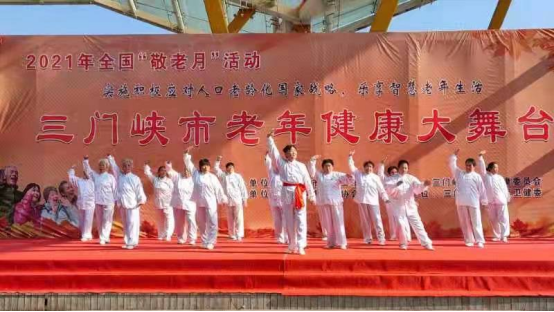 2021年全国“敬老月”活动
实施积极应对人口老龄化国家战略、乐享智慧老年生活
三门峡市老年健康大舞台